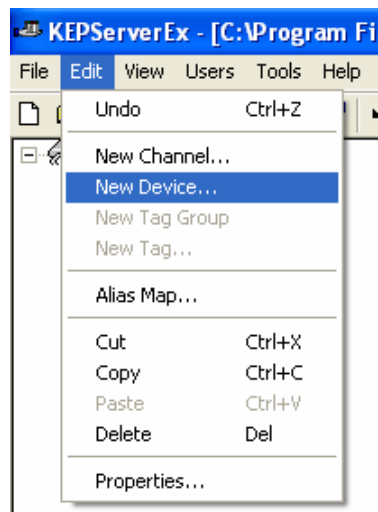 KEPServerEx - [C:\Program Fi
File Edit View Users Tools Help
Undo Ctrl+Z
New Channel...
New Device...
New Tag Group
New Tag...
Alias Map...
Cut Ctrl+X
Copy Ctrl+C
Paste Ctrl+V
Delete Del
Properties...